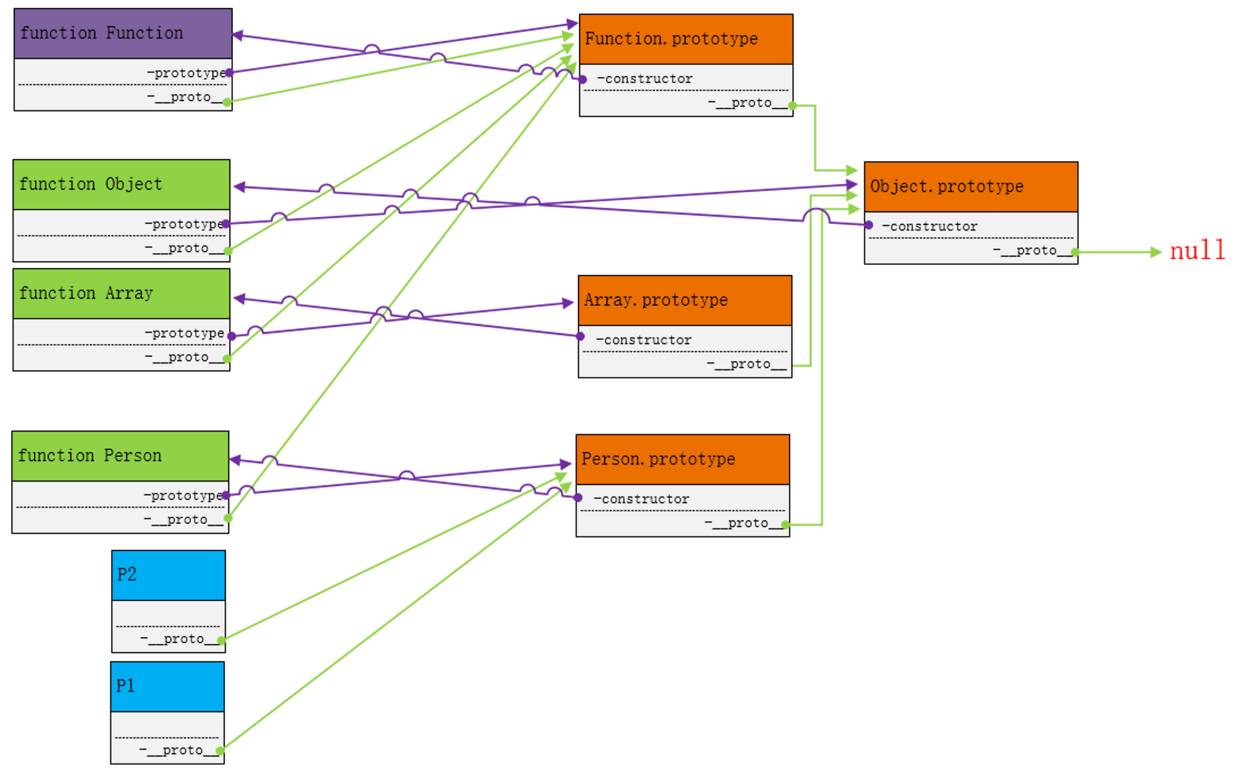 function Function
-prototype
-__proto__
Function.prototype
-constructor
-__proto__
function Object
-prototype
-__proto__
Object.prototype
-constructor
-__proto__
null
function Array
-prototype
-__proto__
Array.prototype
-constructor
-__proto__
function Person
-prototype
-__proto__
Person.prototype
-constructor
-__proto__
P2
-__proto__
P1
-__proto__